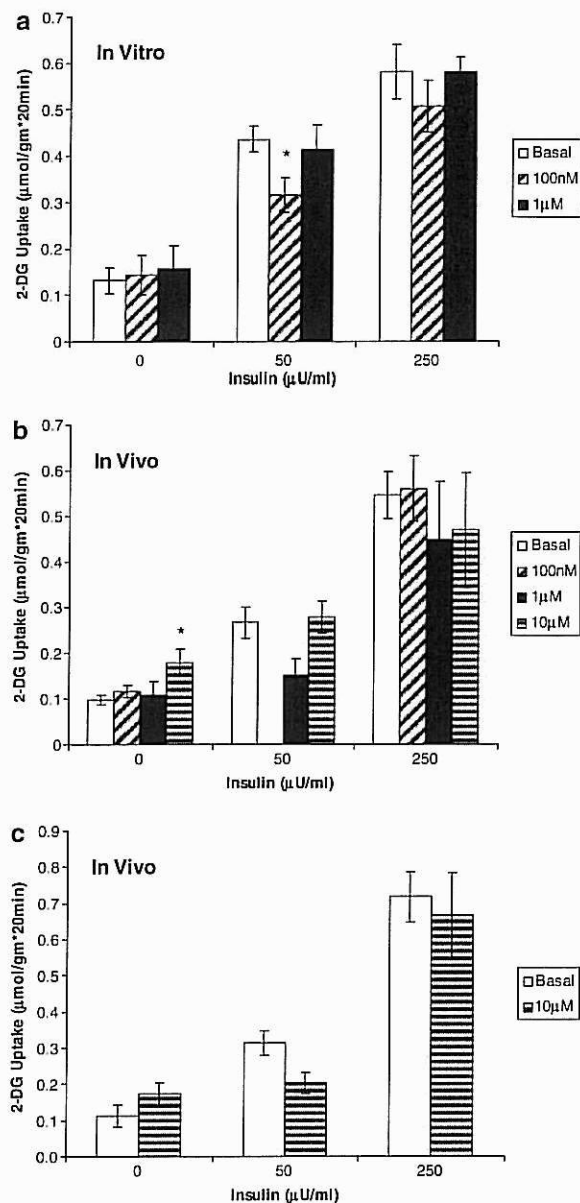 a
In Vitro
2-DG Uptake (µmol/gm*20min)
0.7
0.6
0.5
0.4
0.3
0.2
0.1
0
*
0
50
250
Insulin (µU/ml)
Basal
100nM
1µM
b
In Vivo
2-DG Uptake (µmol/gm*20min)
0.7
0.6
0.5
0.4
0.3
0.2
0.1
0
*
0
50
250
Insulin (µU/ml)
Basal
100nM
1µM
10µM
c
In Vivo
2-DG Uptake (µmol/gm*20min)
0.9
0.8
0.7
0.6
0.5
0.4
0.3
0.2
0.1
0.0
0
50
250
Insulin (µU/ml)
Basal
10µM